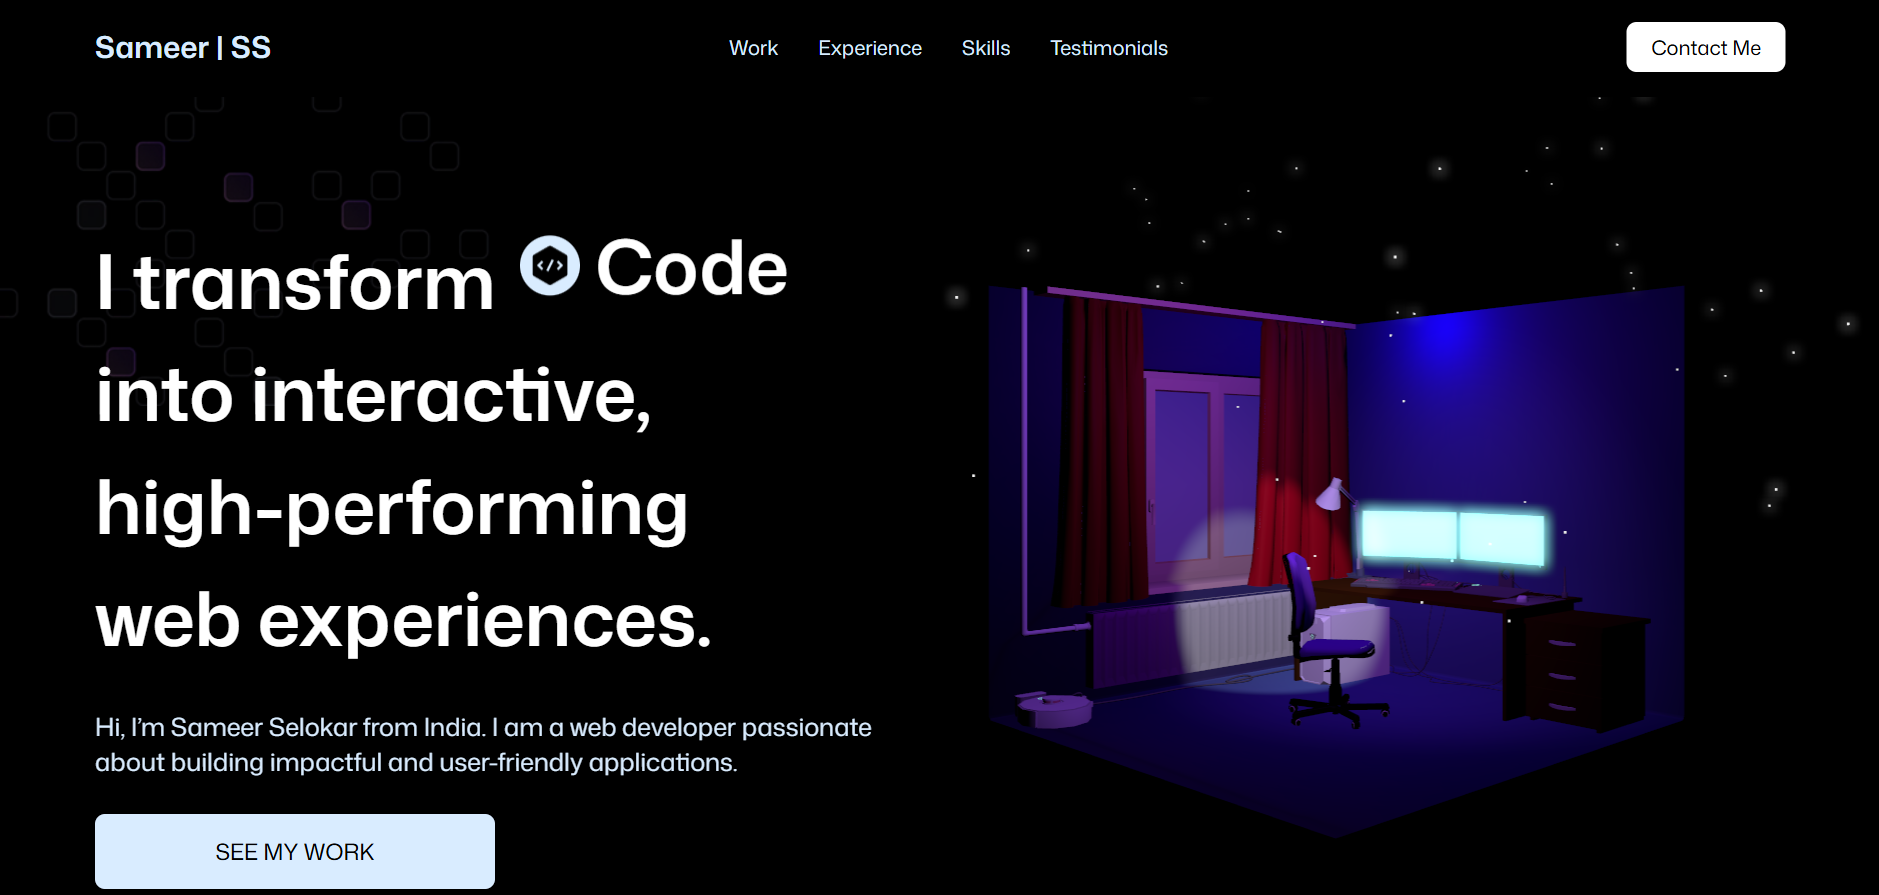 Sameer | SS
Work
Experience
Skills
Testimonials
Contact Me
I transform </> Code
into interactive,
high-performing
web experiences.
Hi, I’m Sameer Selokar from India. I am a web developer passionate
about building impactful and user-friendly applications.
SEE MY WORK